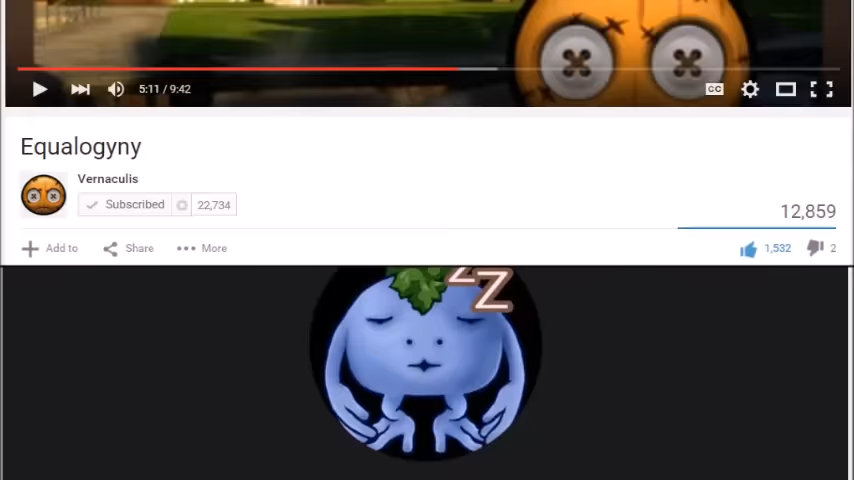 5:11 / 9:42
CC
Equalogyny
Vernaculis
Subscribed 22,734
12,859
Add to Share More 1,532 2
ZZ